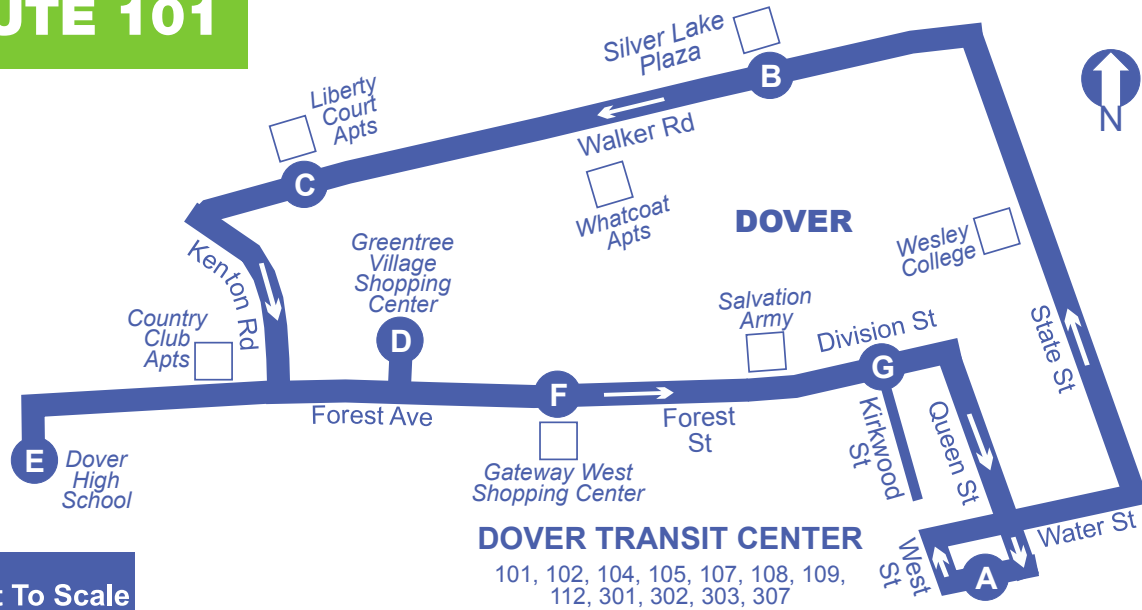 UTE 101
Silver Lake
Plaza
B
N
Liberty
Court
Apts
Walker Rd
C
Whatcoat
Apts
DOVER
Wesley
College
Kenton Rd
Greentree
Village
Shopping
Center
Country
Club
Apts
D
Salvation
Army
Division St
State St
G
F
Forest Ave
Forest
St
Kirkwood
St
Queen St
E
Dover
High
School
Gateway West
Shopping Center
DOVER TRANSIT CENTER
101, 102, 104, 105, 107, 108, 109,
112, 301, 302, 303, 307
West
St
A
Water St
To Scale